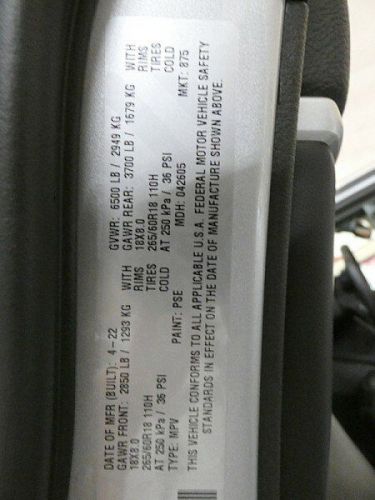 DATE OF MFR (BUILT): 4-22 GVWR: 6500 LB / 2949 KG
GAWR FRONT: 2850 LB / 1293 KG WITH GAWR REAR: 3700 LB / 1679 KG WITH
18X8.0 RIMS 18X8.0 RIMS
265/60R18 110H TIRES 265/60R18 110H TIRES
AT 250 kPa / 36 PSI COLD AT 250 kPa / 36 PSI COLD
TYPE: MPV PAINT: PSE MDH: 042605 MKT: 875
THIS VEHICLE CONFORMS TO ALL APPLICABLE U.S.A. FEDERAL MOTOR VEHICLE SAFETY
STANDARDS IN EFFECT ON THE DATE OF MANUFACTURE SHOWN ABOVE.